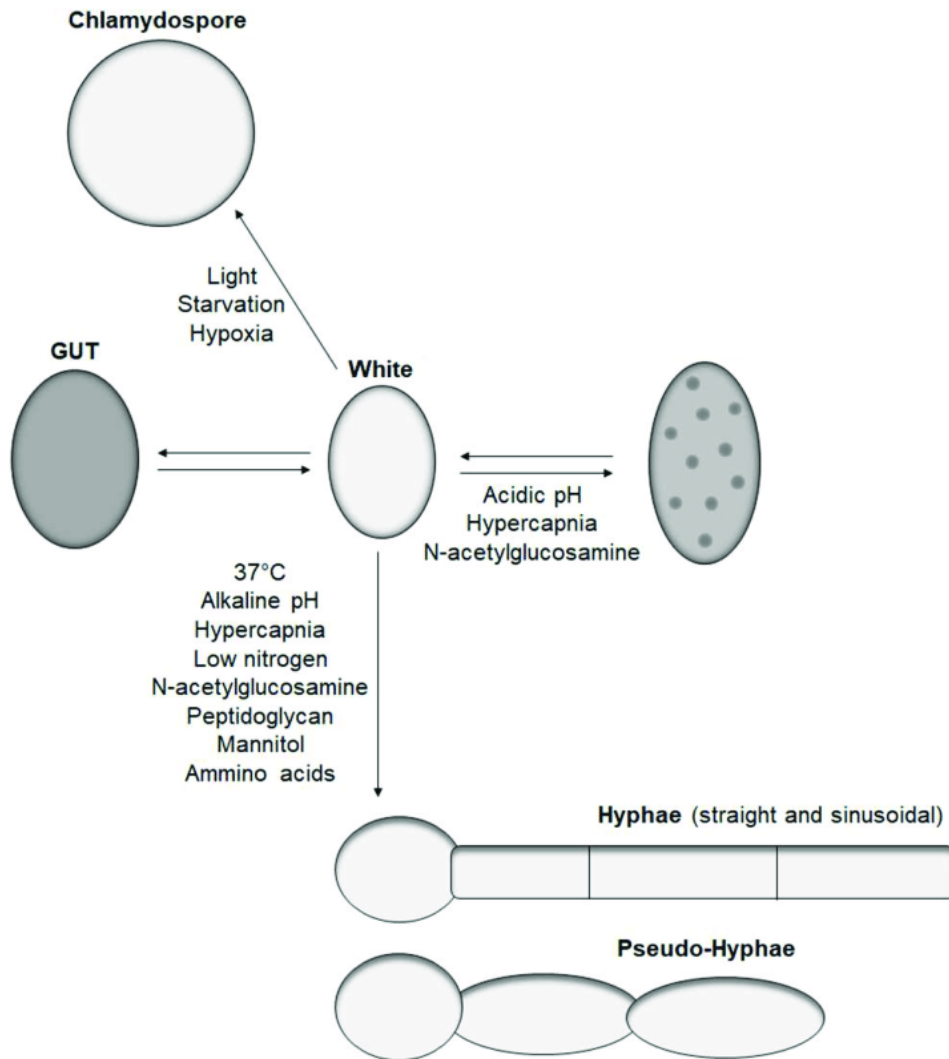 Chlamydospore
Light
Starvation
Hypoxia
GUT
White
Acidic pH
Hypercapnia
N-acetylglucosamine
37°C
Alkaline pH
Hypercapnia
Low nitrogen
N-acetylglucosamine
Peptidoglycan
Mannitol
Ammino acids
Hyphae (straight and sinusoidal)
Pseudo-Hyphae